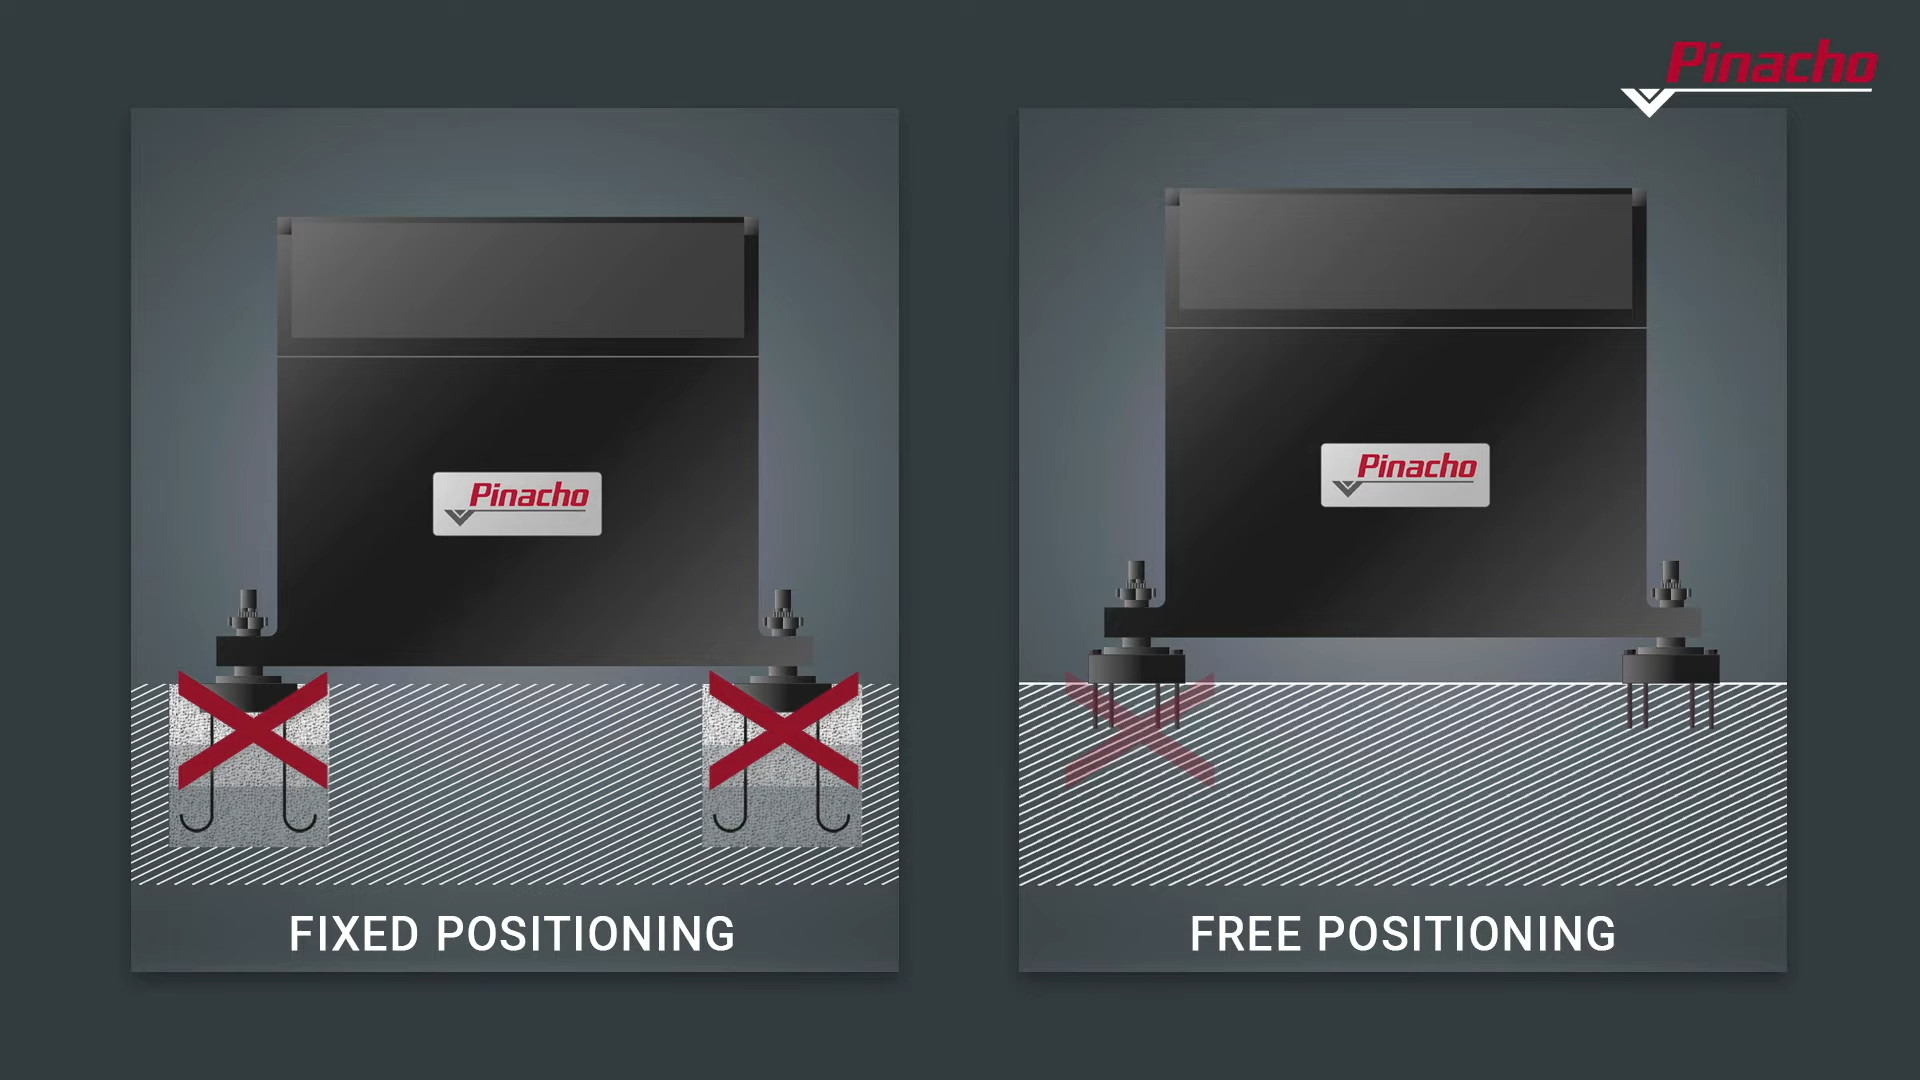 Pinacho
Pinacho
Pinacho
FIXED POSITIONING
FREE POSITIONING